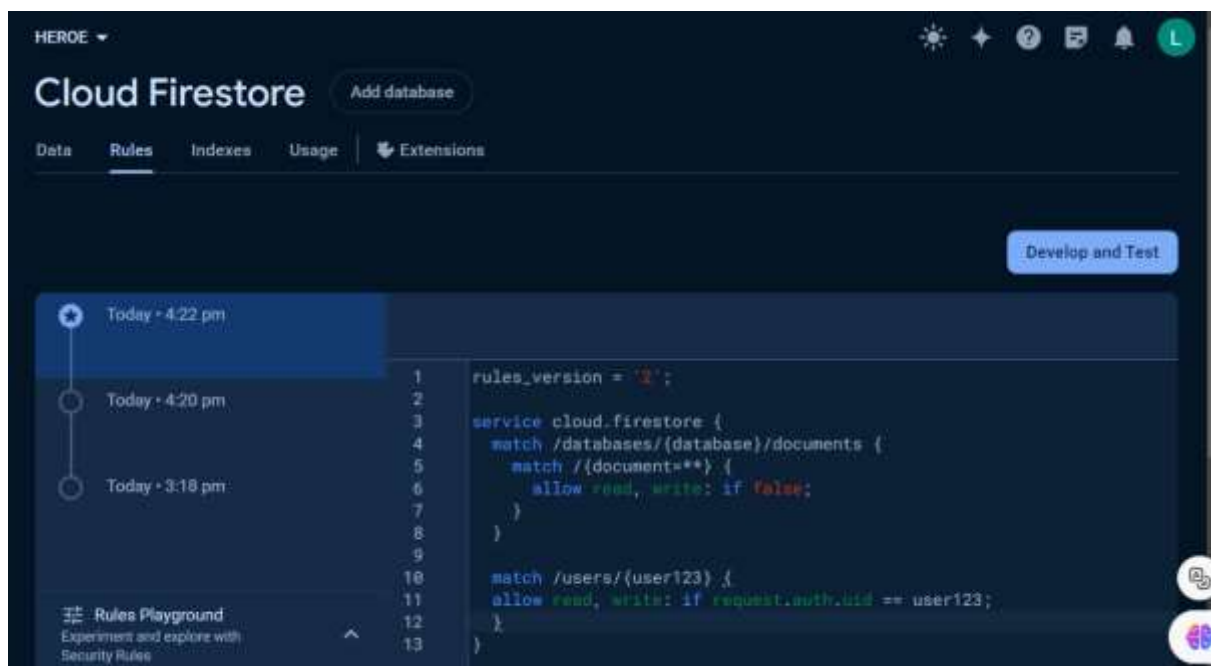 HEROE
L
Cloud Firestore
Add database
Data Rules Indexes Usage Extensions
Develop and Test
Today • 4:22 pm
Today • 4:20 pm
Today • 3:18 pm
1 rules_version = '2';
2
3 service cloud.firestore {
4 match /databases/{database}/documents {
5 match /{document=**} {
6 allow read, write: if false;
7 }
8 }
9
10 match /users/{user123} {
11 allow read, write: if request.auth.uid == user123;
12 }
13 }
Rules Playground
Experiment and explore with
Security Rules